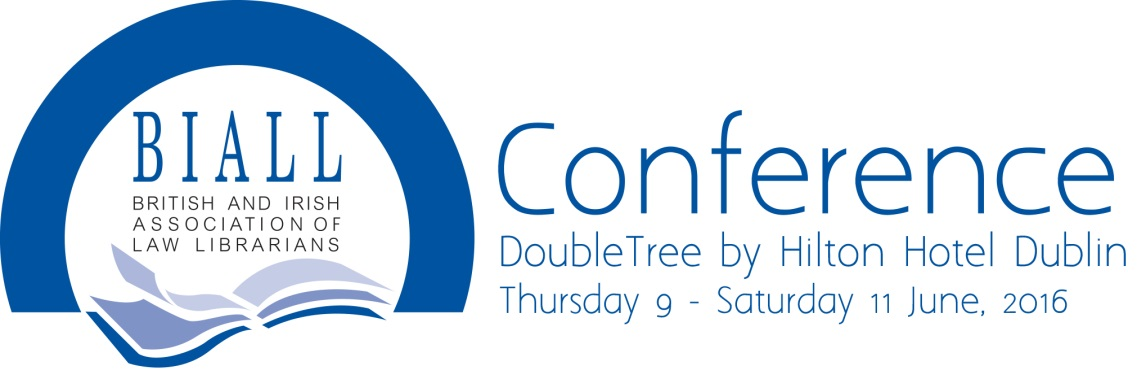 BIALL
BRITISH AND IRISH
ASSOCIATION OF
LAW LIBRARIANS
Conference
DoubleTree by Hilton Hotel Dublin
Thursday 9 - Saturday 11 June, 2016